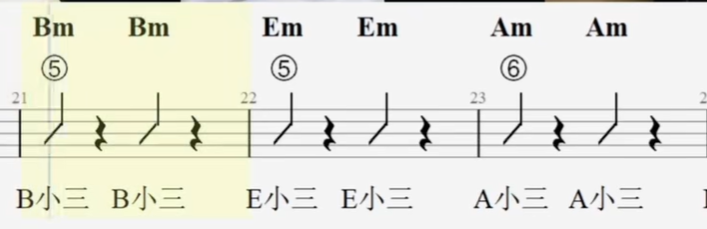 Bm Bm Em Em Am Am
⑤ ⑤ ⑥
21 22 23
B小三 B小三 E小三 E小三 A小三 A小三